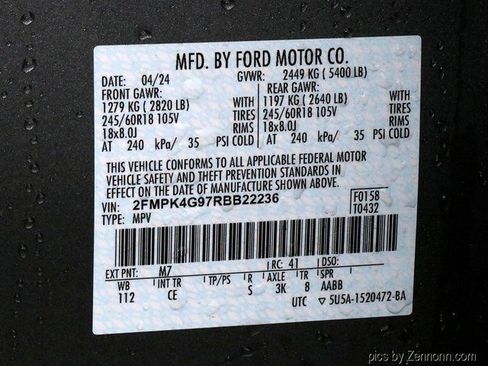 MFD. BY FORD MOTOR CO.
DATE: 04/24 GVWR: 2449 KG ( 5400 LB)
FRONT GAWR: REAR GAWR:
1279 KG ( 2820 LB) WITH 1197 KG ( 2640 LB) WITH
245/60R18 105V TIRES 245/60R18 105V TIRES
18x8.0J RIMS 18x8.0J RIMS
AT 240 kPa/ 35 PSI COLD AT 240 kPa/ 35 PSI COLD
THIS VEHICLE CONFORMS TO ALL APPLICABLE FEDERAL MOTOR
VEHICLE SAFETY AND THEFT PREVENTION STANDARDS IN
EFFECT ON THE DATE OF MANUFACTURE SHOWN ABOVE.
VIN: 2FMPK4G97RBB22236 F0158
TYPE: MPV T0432
EXT PNT: M7 RC: 41 DSO:
WB INT TR TP/PS R AXLE TR SPR
112 CE S 3K 8 AABB
UTC ▽ 5U5A-1520472-BA
pics by Zennonn.com